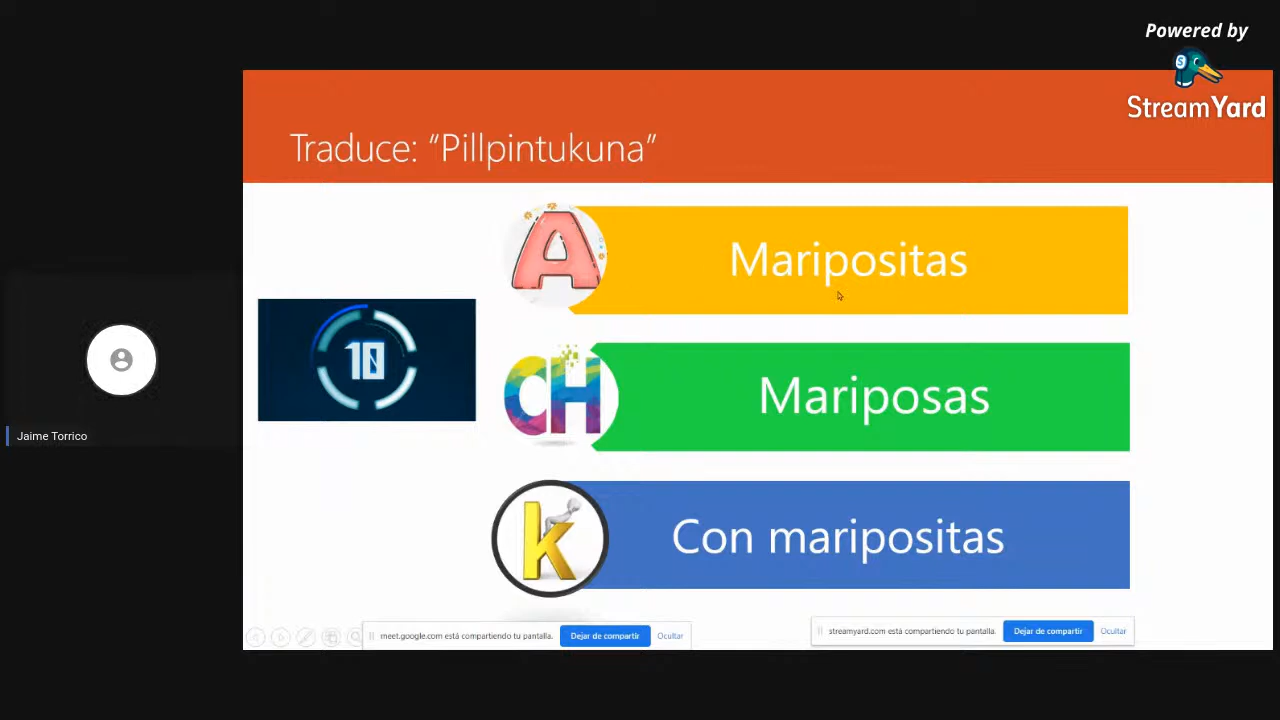 Powered by
StreamYard
Traduce: “Pillpintukuna”
A
Maripositas
10
CH
Mariposas
Jaime Torrico
k
Con maripositas
meet.google.com está compartiendo tu pantalla. Dejar de compartir Ocultar
streamyard.com está compartiendo tu pantalla. Dejar de compartir Ocultar